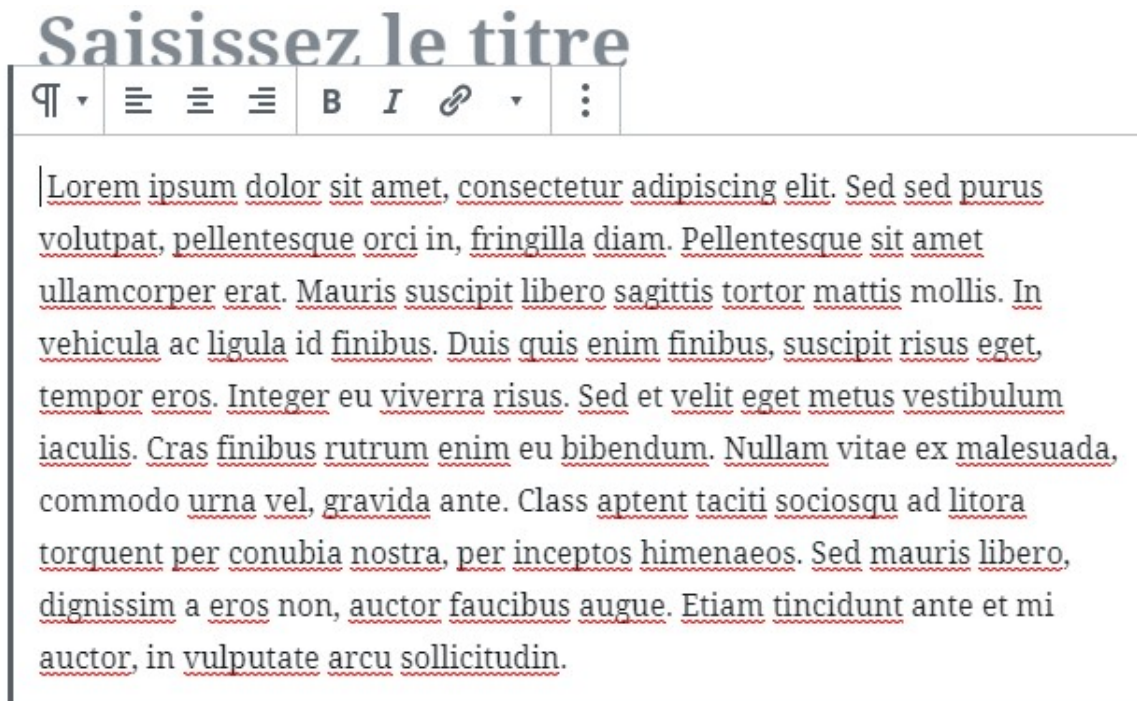 Saisissez le titre
B I
Lorem ipsum dolor sit amet, consectetur adipiscing elit. Sed sed purus
volutpat, pellentesque orci in, fringilla diam. Pellentesque sit amet
ullamcorper erat. Mauris suscipit libero sagittis tortor mattis mollis. In
vehicula ac ligula id finibus. Duis quis enim finibus, suscipit risus eget,
tempor eros. Integer eu viverra risus. Sed et velit eget metus vestibulum
iaculis. Cras finibus rutrum enim eu bibendum. Nullam vitae ex malesuada,
commodo urna vel, gravida ante. Class aptent taciti sociosqu ad litora
torquent per conubia nostra, per inceptos himenaeos. Sed mauris libero,
dignissim a eros non, auctor faucibus augue. Etiam tincidunt ante et mi
auctor, in vulputate arcu sollicitudin.